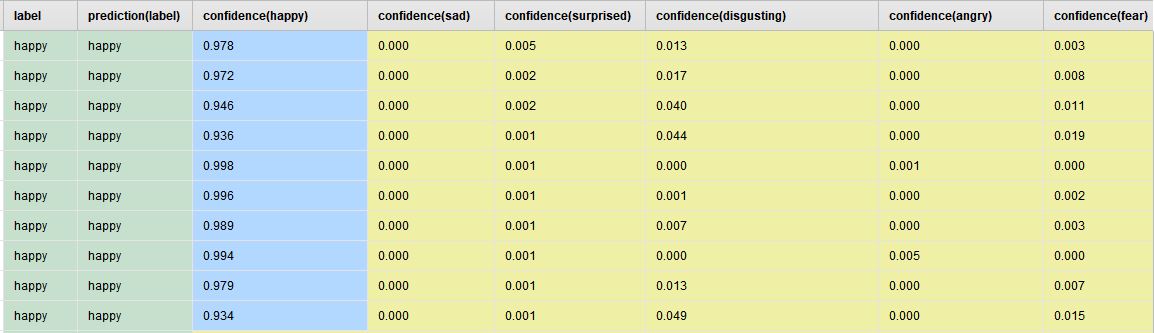 label prediction(label) confidence(happy) confidence(sad) confidence(surprised) confidence(disgusting) confidence(angry) confidence(fear)
happy happy 0.978 0.000 0.005 0.013 0.000 0.003
happy happy 0.972 0.000 0.002 0.017 0.000 0.008
happy happy 0.946 0.000 0.002 0.040 0.000 0.011
happy happy 0.936 0.000 0.001 0.044 0.000 0.019
happy happy 0.998 0.000 0.001 0.000 0.001 0.000
happy happy 0.996 0.000 0.001 0.001 0.000 0.002
happy happy 0.989 0.000 0.001 0.007 0.000 0.003
happy happy 0.994 0.000 0.001 0.000 0.005 0.000
happy happy 0.979 0.000 0.001 0.013 0.000 0.007
happy happy 0.934 0.000 0.001 0.049 0.000 0.015